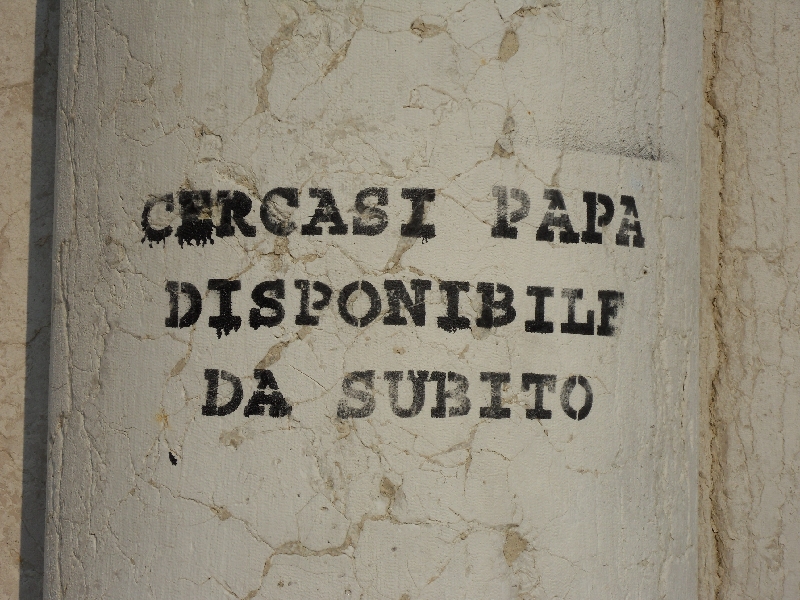 CERCASI PAPA
DISPONIBILE
DA SUBITO